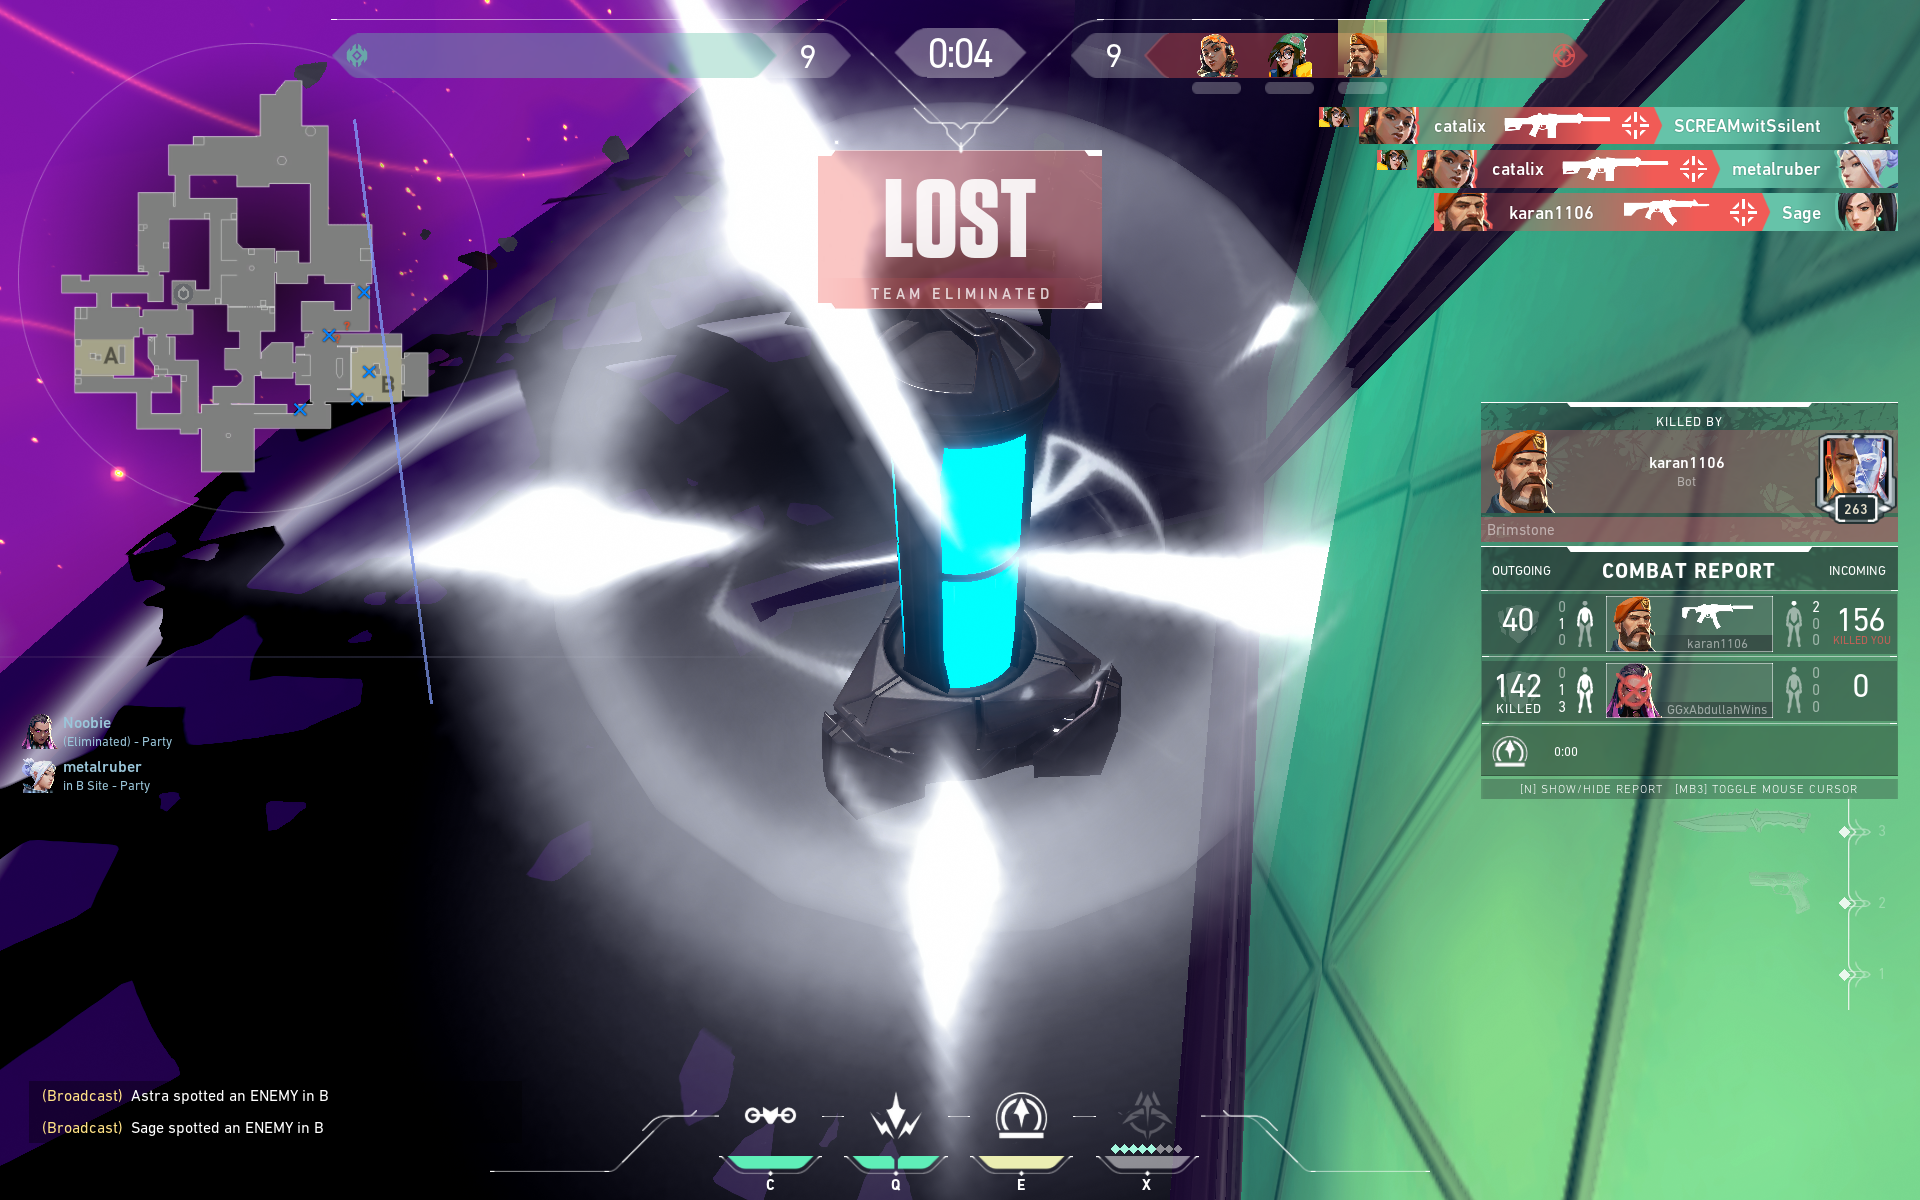 9
0:04
9
LOST
TEAM ELIMINATED
catalix SCREAMwitSsilent
catalix metalruber
karan1106 Sage
A
B
KILLED BY
karan1106
Bot
263
Brimstone
OUTGOING COMBAT REPORT INCOMING
40 0 1 0 karan1106 2 0 0 156 KILLED YOU
142 KILLED 0 1 3 GGxAbdullahWins 0 0 0 0
0:00
[N] SHOW/HIDE REPORT [MB3] TOGGLE MOUSE CURSOR
3
2
1
Noobie
(Eliminated) - Party
metalruber
in B Site - Party
(Broadcast) Astra spotted an ENEMY in B
(Broadcast) Sage spotted an ENEMY in B
C Q E X